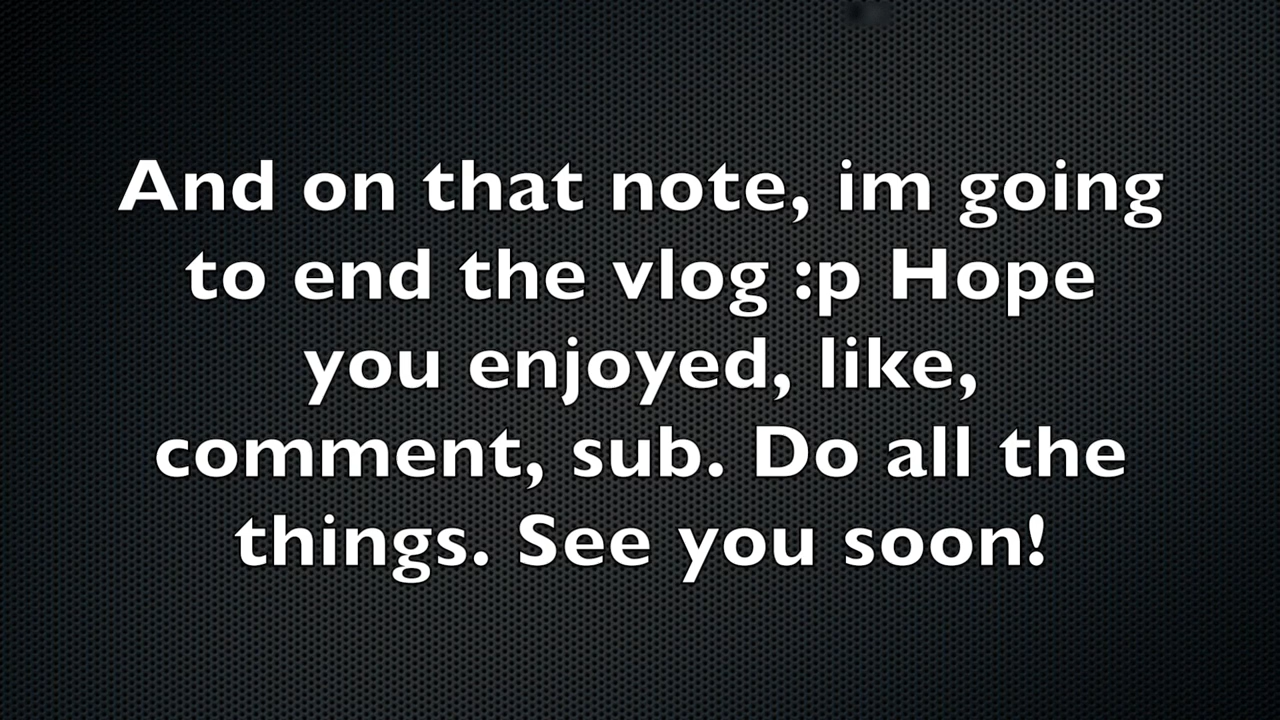 And on that note, im going
to end the vlog :p Hope
you enjoyed, like,
comment, sub. Do all the
things. See you soon!